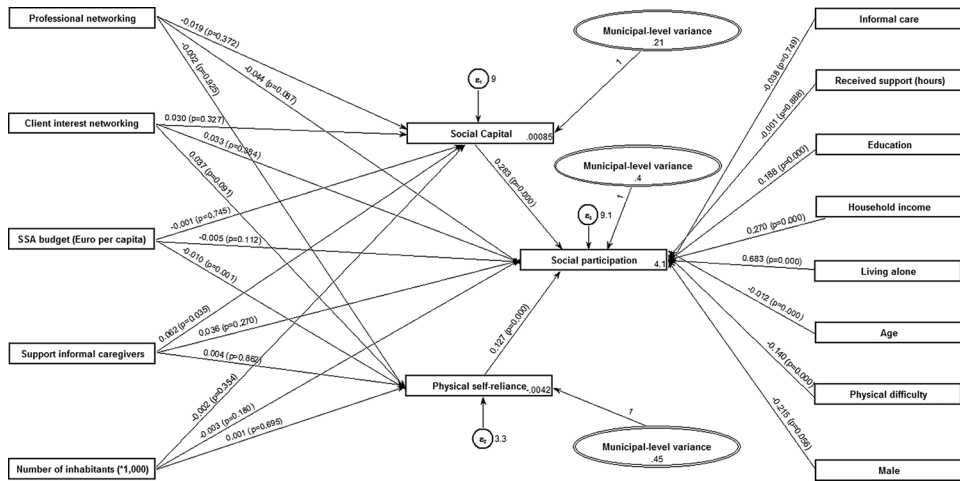 Professional networking
Client interest networking
SSA budget (Euro per capita)
Support informal caregivers
Number of inhabitants (*1,000)
-0.019 (p=0.372)
-0.002 (p=0.925)
-0.044 (p=0.087)
0.030 (p=0.327)
0.033 (p=0.384)
0.037 (p=0.091)
-0.001 (p=0.745)
-0.005 (p=0.112)
-0.010 (p=0.001)
0.062 (p=0.035)
0.036 (p=0.270)
0.004 (p=0.862)
-0.002 (p=0.354)
-0.003 (p=0.180)
0.001 (p=0.695)
ε₁ 9
Social Capital .00085
Municipal-level variance
.21
1
0.283 (p=0.000)
Municipal-level variance
.4
1
ε₃ 9.1
Social participation 4.1
0.127 (p=0.000)
Physical self-reliance -.0042
ε₂ 3.3
1
Municipal-level variance
.45
-0.038 (p=0.749)
-0.001 (p=0.888)
0.188 (p=0.000)
0.270 (p=0.000)
0.683 (p=0.000)
-0.012 (p=0.000)
-0.140 (p=0.000)
-0.215 (p=0.056)
Informal care
Received support (hours)
Education
Household income
Living alone
Age
Physical difficulty
Male